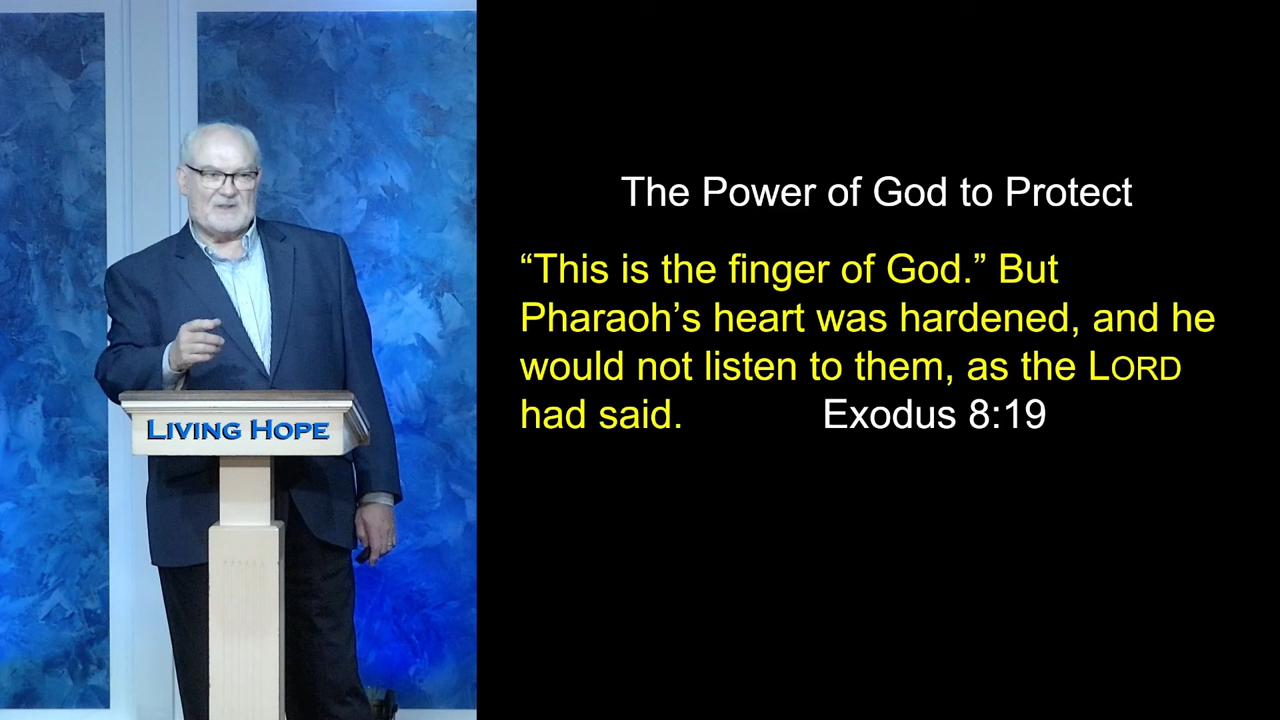 The Power of God to Protect
“This is the finger of God.” But
Pharaoh’s heart was hardened, and he
would not listen to them, as the LORD
had said. Exodus 8:19
LIVING HOPE